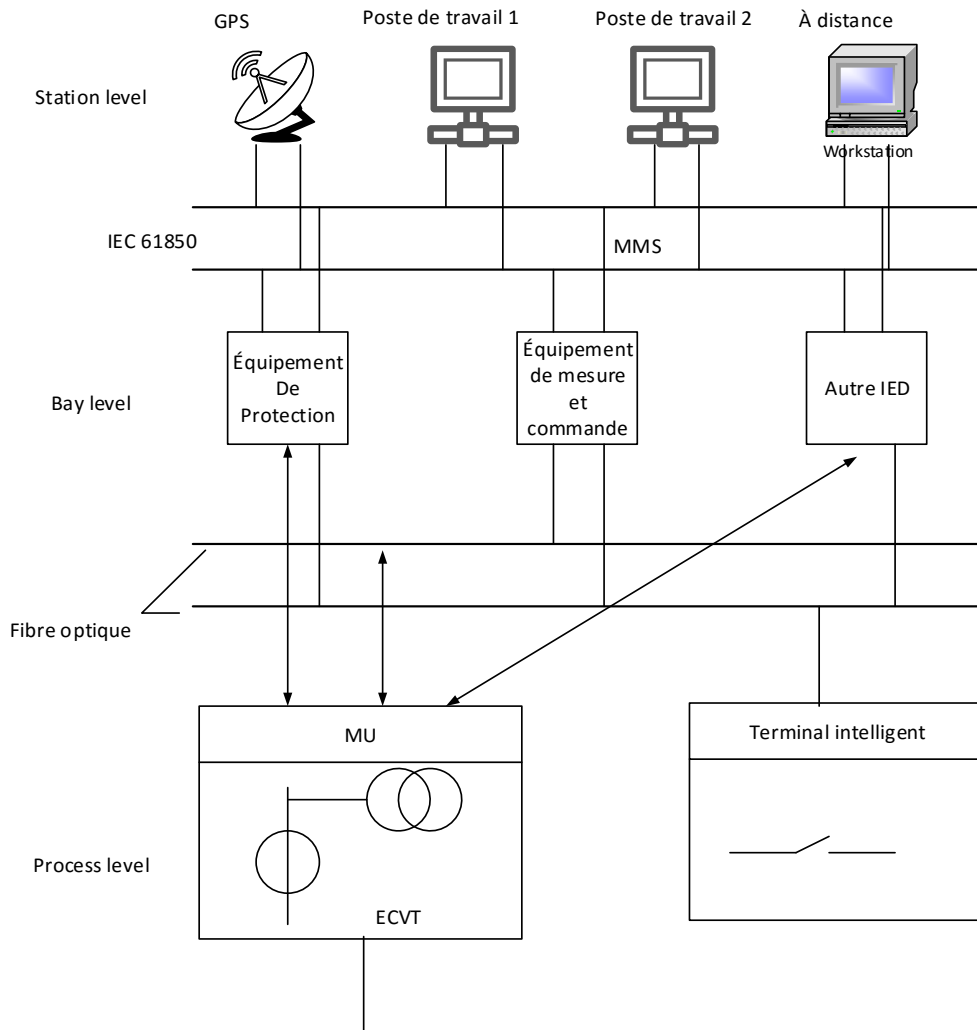 GPS
Poste de travail 1
Poste de travail 2
À distance
Station level
Workstation
IEC 61850
MMS
Équipement
De
Protection
Équipement
de mesure
et
commande
Autre IED
Bay level
Fibre optique
MU
Terminal intelligent
Process level
ECVT